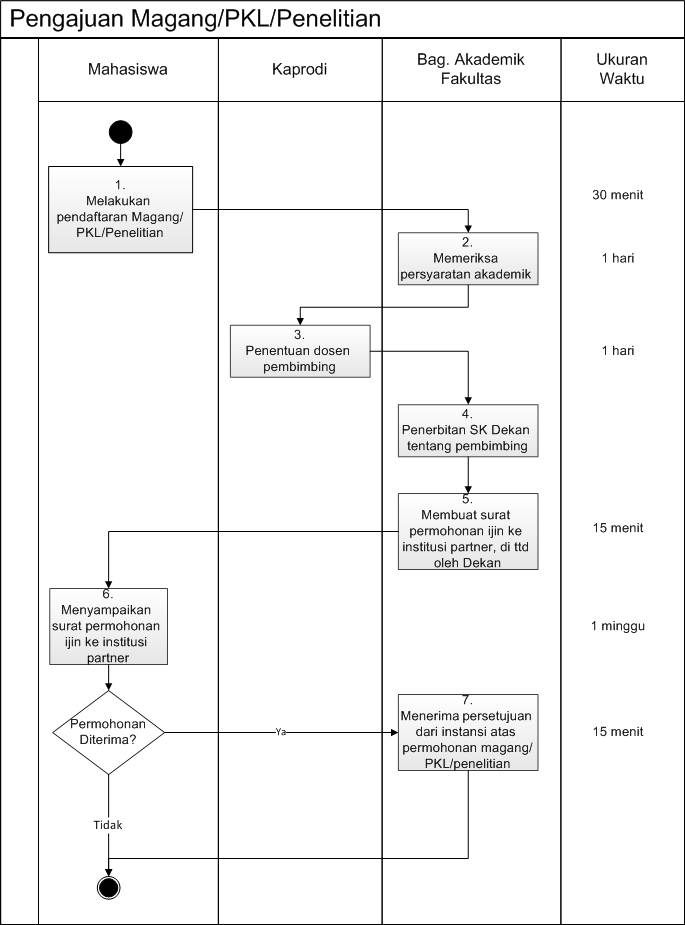 Pengajuan Magang/PKL/Penelitian
Mahasiswa
Kaprodi
Bag. Akademik
Fakultas
Ukuran
Waktu
1.
Melakukan
pendaftaran Magang/
PKL/Penelitian
30 menit
2.
Memeriksa
persyaratan akademik
1 hari
3.
Penentuan dosen
pembimbing
1 hari
4.
Penerbitan SK Dekan
tentang pembimbing
5.
Membuat surat
permohonan ijin ke
institusi partner, di ttd
oleh Dekan
15 menit
6.
Menyampaikan
surat permohonan
ijin ke institusi
partner
1 minggu
Permohonan
Diterima?
Ya
7.
Menerima persetujuan
dari instansi atas
permohonan magang/
PKL/penelitian
15 menit
Tidak